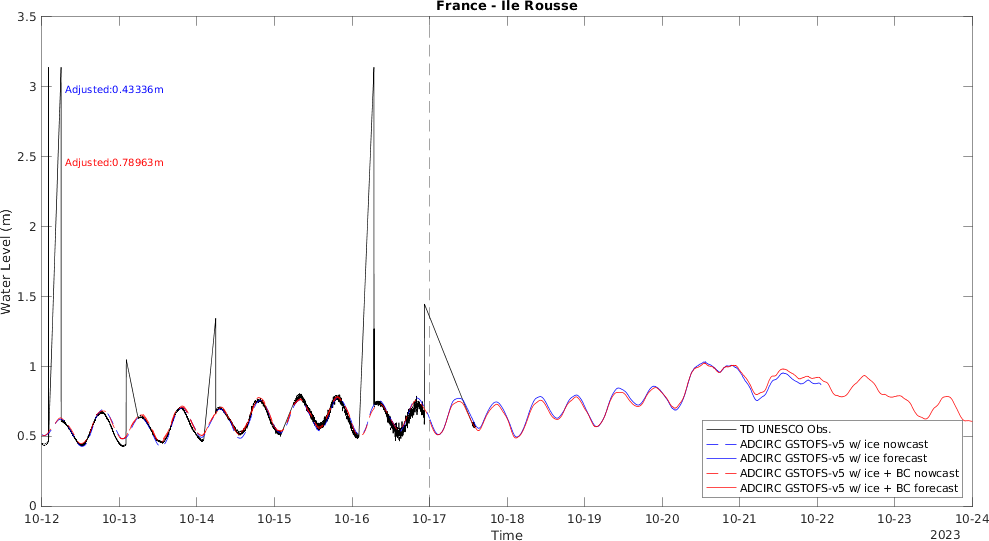 France - Ile Rousse
3.5
3
2.5
2
1.5
1
0.5
0
Water Level (m)
Adjusted:0.43336m
Adjusted:0.78963m
TD UNESCO Obs.
ADCIRC GSTOFS-v5 w/ ice nowcast
ADCIRC GSTOFS-v5 w/ ice forecast
ADCIRC GSTOFS-v5 w/ ice + BC nowcast
ADCIRC GSTOFS-v5 w/ ice + BC forecast
10-12 10-13 10-14 10-15 10-16 10-17 10-18 10-19 10-20 10-21 10-22 10-23 10-24
Time
2023